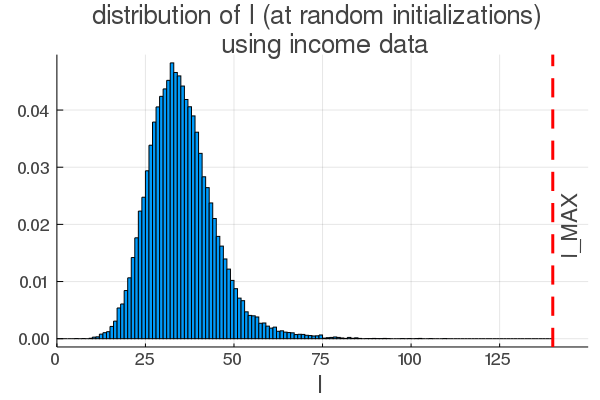 distribution of I (at random initializations)
using income data
0.04
0.03
0.02
0.01
0.00
I_MAX
0 25 50 75 100 125
I